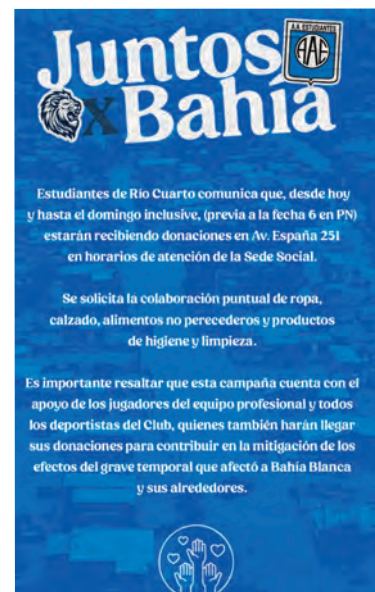 Juntos
A.A. ESTUDIANTES
AAE
X Bahía
Estudiantes de Río Cuarto comunica que, desde hoy
y hasta el domingo inclusive, (previa a la fecha 6 en PN)
estarán recibiendo donaciones en Av. España 251
en horarios de atención de la Sede Social.
Se solicita la colaboración puntual de ropa,
calzado, alimentos no perecederos y productos
de higiene y limpieza.
Es importante resaltar que esta campaña cuenta con el
apoyo de los jugadores del equipo profesional y todos
los deportistas del Club, quienes también harán llegar
sus donaciones para contribuir en la mitigación de los
efectos del grave temporal que afectó a Bahía Blanca
y sus alrededores.